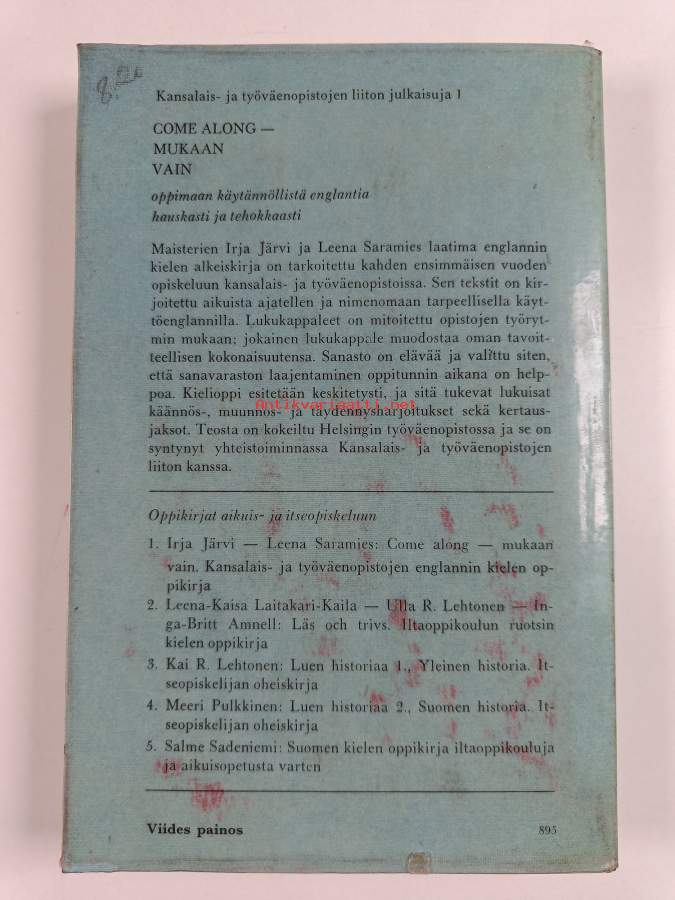 8,—
Kansalais- ja työväenopistojen liiton julkaisuja 1
COME ALONG —
MUKAAN
VAIN
oppimaan käytännöllistä englantia
hauskasti ja tehokkaasti
Maisterien Irja Järvi ja Leena Saramies laatima englannin
kielen alkeiskirja on tarkoitettu kahden ensimmäisen vuoden
opiskeluun kansalais- ja työväenopistoissa. Sen tekstit on kir-
joitettu aikuista ajatellen ja nimenomaan tarpeellisella käyt-
töenglannilla. Lukukappaleet on mitoitettu opistojen työryt-
min mukaan; jokainen lukukappale muodostaa oman tavoit-
teellisen kokonaisuutensa. Sanasto on elävää ja valittu siten,
että sanavaraston laajentaminen oppitunnin aikana on help-
poa. Kielioppi esitetään keskitetysti, ja sitä tukevat lukuisat
Antikvariaatti.net
käännös-, muunnos- ja täydennysharjoitukset sekä kertaus-
jaksot. Teosta on kokeiltu Helsingin työväenopistossa ja se on
syntynyt yhteistoiminnassa Kansalais- ja työväenopistojen
liiton kanssa.
Oppikirjat aikuis- ja itseopiskeluun
1. Irja Järvi — Leena Saramies: Come along — mukaan
vain. Kansalais- ja työväenopistojen englannin kielen op-
pikirja
2. Leena-Kaisa Laitakari-Kaila — Ulla R. Lehtonen — In-
ga-Britt Amnell: Läs och trivs. Iltaoppikoulun ruotsin
kielen oppikirja
3. Kai R. Lehtonen: Luen historiaa 1., Yleinen historia. It-
seopiskelijan oheiskirja
4. Meeri Pulkkinen: Luen historiaa 2., Suomen historia. It-
seopiskelijan oheiskirja
5. Salme Sadeniemi: Suomen kielen oppikirja iltaoppikouluja
ja aikuisopetusta varten
Viides painos
895